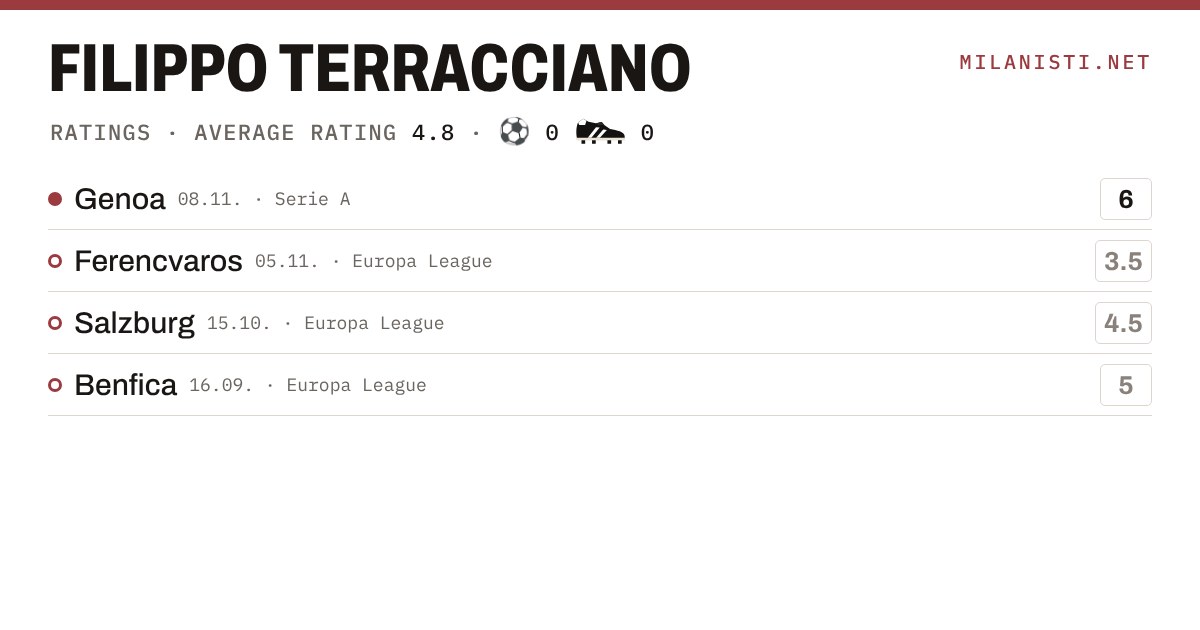 FILIPPO TERRACCIANO
MILANISTI.NET
RATINGS · AVERAGE RATING 4.8 · ⚽ 0 0
Genoa 08.11. · Serie A 6
Ferencvaros 05.11. · Europa League 3.5
Salzburg 15.10. · Europa League 4.5
Benfica 16.09. · Europa League 5